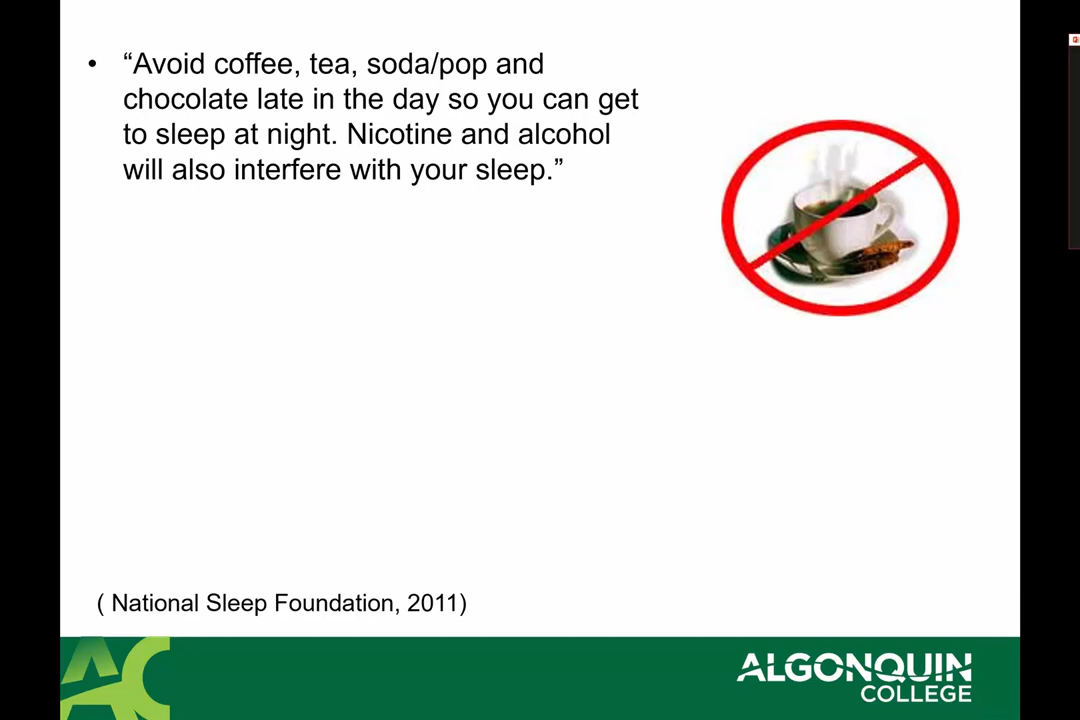 • “Avoid coffee, tea, soda/pop and
chocolate late in the day so you can get
to sleep at night. Nicotine and alcohol
will also interfere with your sleep.”
( National Sleep Foundation, 2011)
AC
ALGONQUIN
COLLEGE